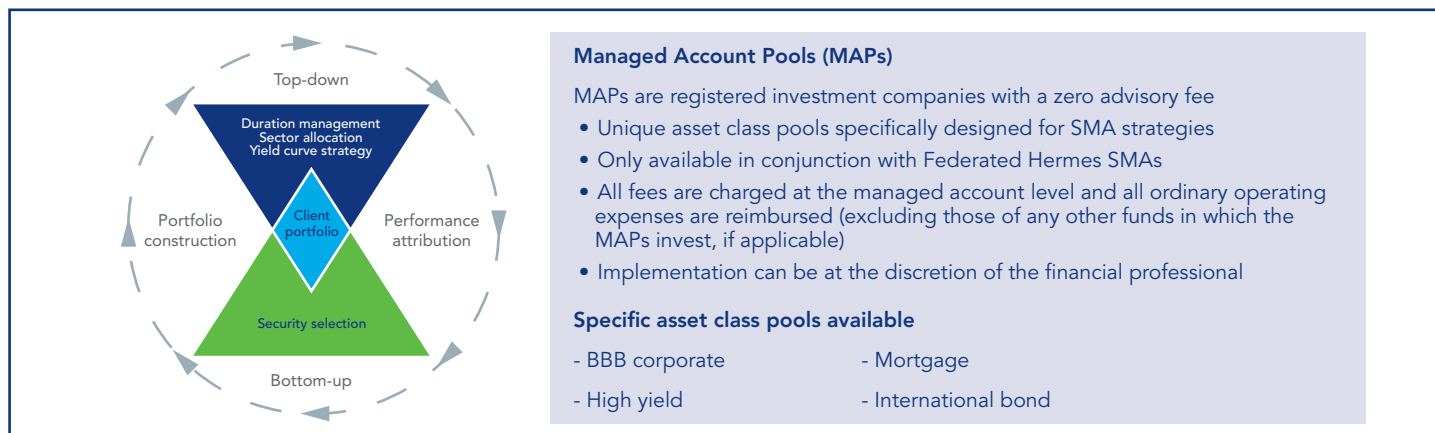 Top-down
Duration management
Sector allocation
Yield curve strategy
Portfolio
construction
Client
portfolio
Performance
attribution
Security selection
Bottom-up
Managed Account Pools (MAPs)
MAPs are registered investment companies with a zero advisory fee
• Unique asset class pools specifically designed for SMA strategies
• Only available in conjunction with Federated Hermes SMAs
• All fees are charged at the managed account level and all ordinary operating
expenses are reimbursed (excluding those of any other funds in which the
MAPs invest, if applicable)
• Implementation can be at the discretion of the financial professional
Specific asset class pools available
- BBB corporate - Mortgage
- High yield - International bond